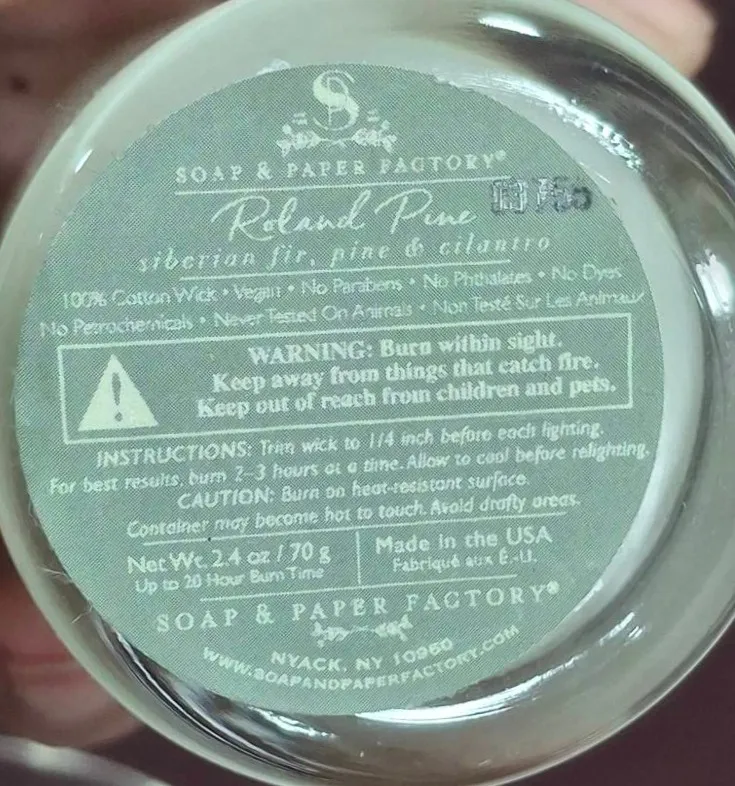 SOAP & PAPER FACTORY®
Roland Pine
siberian fir, pine & cilantro
100% Cotton Wick • Vegan • No Parabens • No Phthalates • No Dyes
No Petrochemicals • Never Tested On Animals • Non Testé Sur Les Animaux
WARNING: Burn within sight.
Keep away from things that catch fire.
Keep out of reach from children and pets.
INSTRUCTIONS: Trim wick to 1/4 inch before each lighting.
For best results, burn 2-3 hours at a time. Allow to cool before relighting.
CAUTION: Burn on heat-resistant surface.
Container may become hot to touch. Avoid drafty areas.
Net Wt. 2.4 oz / 70 g
Up to 20 Hour Burn Time
Made in the USA
Fabriqué aux É.-U.
SOAP & PAPER FACTORY®
NYACK, NY 10960
WWW.SOAPANDPAPERFACTORY.COM